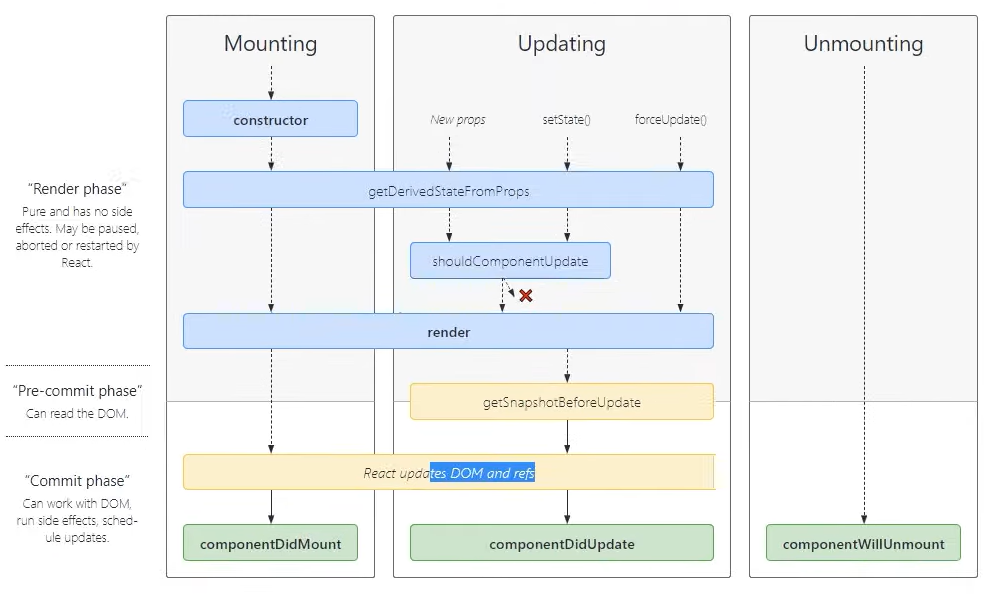 Mounting
Updating
Unmounting
constructor
New props
setState()
forceUpdate()
"Render phase"
Pure and has no side
effects. May be paused,
aborted or restarted by
React.
getDerivedStateFromProps
shouldComponentUpdate
render
"Pre-commit phase"
Can read the DOM.
getSnapshotBeforeUpdate
React updates DOM and refs
"Commit phase"
Can work with DOM,
run side effects, sched-
ule updates.
componentDidMount
componentDidUpdate
componentWillUnmount